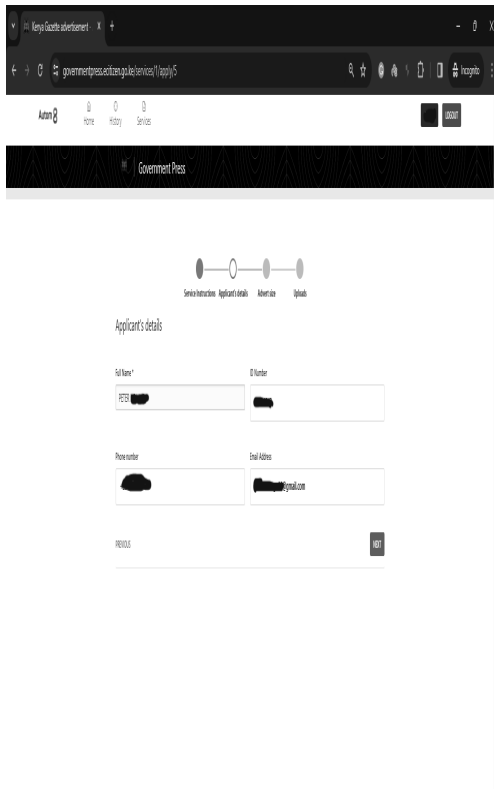 Kenya Gazette advertisement -
governmentpress.ecitizen.go.ke/services/1/apply/5
Incognito
Autom8
Home History Services
LOGOUT
Government Press
Service Instructions Applicant's details Advert size Uploads
Applicant's details
Full Name * ID Number
PETER
Phone number Email Address
@gmail.com
PREVIOUS NEXT